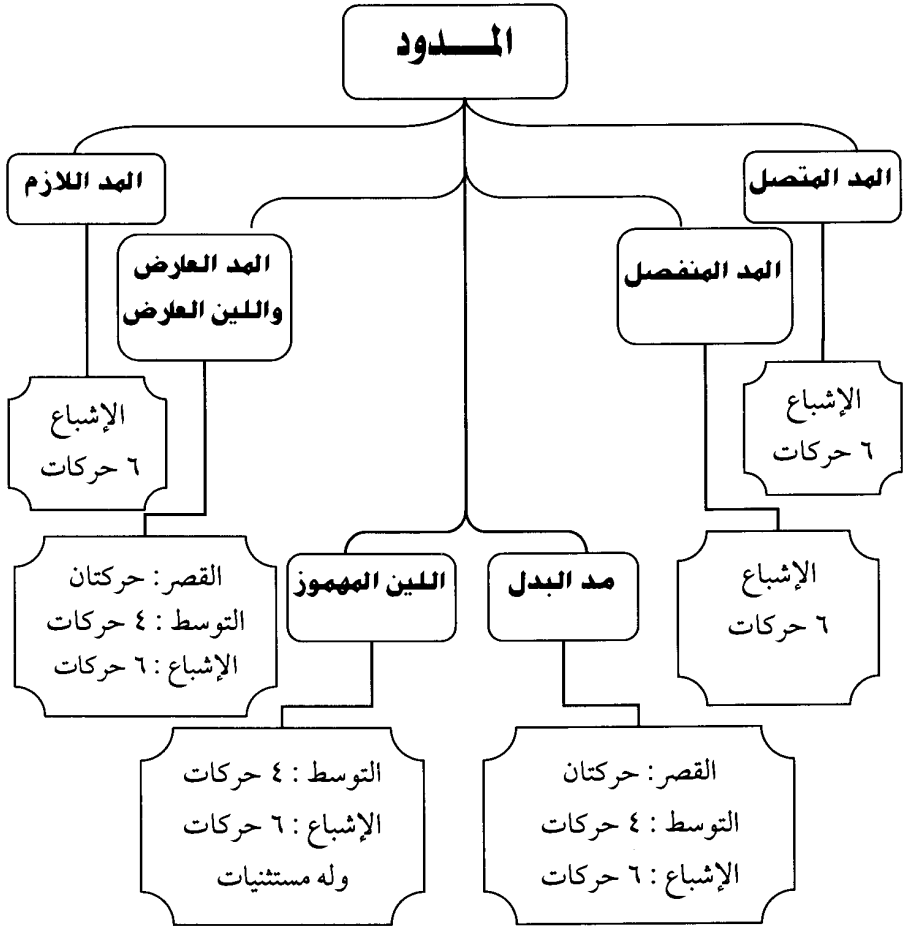 المـــدود
المد المتصل
الإشباع
٦ حركات
المد المنفصل
الإشباع
٦ حركات
مد البدل
القصر: حركتان
التوسط: ٤ حركات
الإشباع: ٦ حركات
اللين المهموز
التوسط: ٤ حركات
الإشباع: ٦ حركات
وله مستثنيات
المد العارض
واللين العارض
القصر: حركتان
التوسط: ٤ حركات
الإشباع: ٦ حركات
المد اللازم
الإشباع
٦ حركات